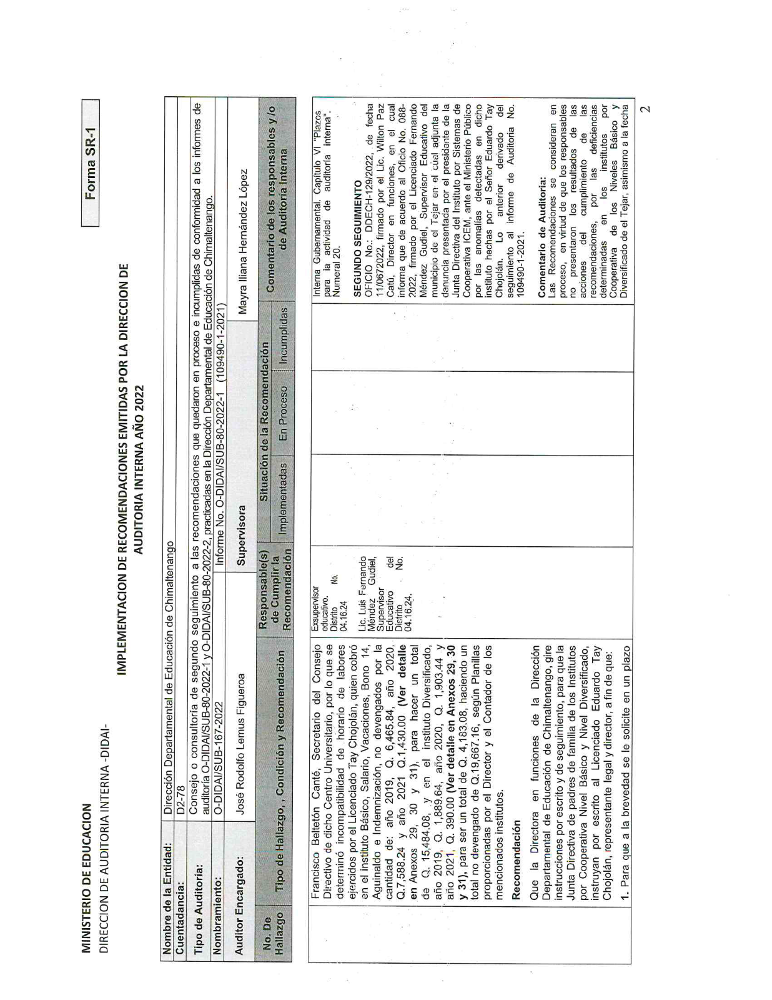 MINISTERIO DE EDUCACION
DIRECCION DE AUDITORIA INTERNA -DIDAI-
Forma SR-1
IMPLEMENTACION DE RECOMENDACIONES EMITIDAS POR LA DIRECCION DE
AUDITORIA INTERNA AÑO 2022
Nombre de la Entidad: Dirección Departamental de Educación de Chimaltenango
Cuentadancia: D2-78
Tipo de Auditoría: Consejo o consultoría de segundo seguimiento a las recomendaciones que quedaron en proceso e incumplidas de conformidad a los informes de
auditoría O-DIDAI/SUB-80-2022-1 y O-DIDAI/SUB-80-2022-2, practicadas en la Dirección Departamental de Educación de Chimaltenango.
Nombramiento: O-DIDAI/SUB-167-2022 Informe No. O-DIDAI/SUB-80-2022-1 (109490-1-2021)
Auditor Encargado: José Rodolfo Lemus Figueroa Supervisora Mayra Iliana Hernández López
No. De
Hallazgo
Tipo de Hallazgo, , Condición y Recomendación
Responsable(s)
de Cumplir la
Recomendación
Situación de la Recomendación
Implementadas En Proceso Incumplidas
Comentario de los responsables y /o
de Auditoría Interna
Francisco Beltetón Canté, Secretario del Consejo
Directivo de dicho Centro Universitario, por lo que se
determinó incompatibilidad de horario de labores
ejercidos por el Licenciado Tay Chojolán, quien cobró
en el instituto Básico, Salario, Vacaciones, Bono 14,
Aguinaldo e Indemnización, no devengados por la
cantidad de: año 2019, Q. 6,465.84, año 2020,
Q.7,588.24 y año 2021 Q.1,430.00 (Ver detalle
en Anexos 29, 30 y 31), para hacer un total
de Q. 15,484.08, y en el instituto Diversificado,
año 2019, Q. 1,889.64, año 2020, Q. 1,903.44 y
año 2021, Q. 390.00 (Ver detalle en Anexos 29, 30
y 31), para ser un total de Q. 4,183.08, haciendo un
total no devengado de Q.19,667.16, según Planillas
proporcionadas por el Director y el Contador de los
mencionados institutos.
Recomendación
Que la Directora en funciones de la Dirección
Departamental de Educación de Chimaltenango, gire
instrucciones por escrito y de seguimiento, para que la
Junta Directiva de padres de familia de los Institutos
por Cooperativa Nivel Básico y Nivel Diversificado,
instruyan por escrito al Licenciado Eduardo Tay
Chojolán, representante legal y director, a fin de que:
1. Para que a la brevedad se le solicite en un plazo
Exsupervisor
educativo.
Distrito No.
04.16.24
Lic. Luis Fernando
Méndez Gudiel,
Supervisor
Educativo del
Distrito No.
04.16.24.
Interna Gubernamental. Capítulo VI "Plazos
para la actividad de auditoría interna".
Numeral 20.
SEGUNDO SEGUIMIENTO
OFICIO No.: DDECH-129/2022, de fecha
11/0672022, firmado por el Lic. Wilton Paz
Catú, Director en funciones, en el cual
informa que de acuerdo al Oficio No. 088-
2022, firmado por el Licenciado Fernando
Méndez Gudiel, Supervisor Educativo del
municipio de el Tejar en el cual adjunta la
denuncia presentada por el presidente de la
Junta Directiva del Instituto por Sistemas de
Cooperativa ICEM, ante el Ministerio Público
por las anomalías detectadas en dicho
instituto hechas por el Señor Eduardo Tay
Chojolán. Lo anterior derivado del
seguimiento al informe de Auditoria No.
109490-1-2021.
Comentario de Auditoria:
Las Recomendaciones se consideran en
proceso, en virtud de que los responsables
no presentaron los resultados de las
acciones del cumplimiento de las
recomendaciones, por las deficiencias
determinadas en los institutos por
Cooperativa de los Niveles Básico y
Diversificado de el Tejar, asimismo a la fecha
2